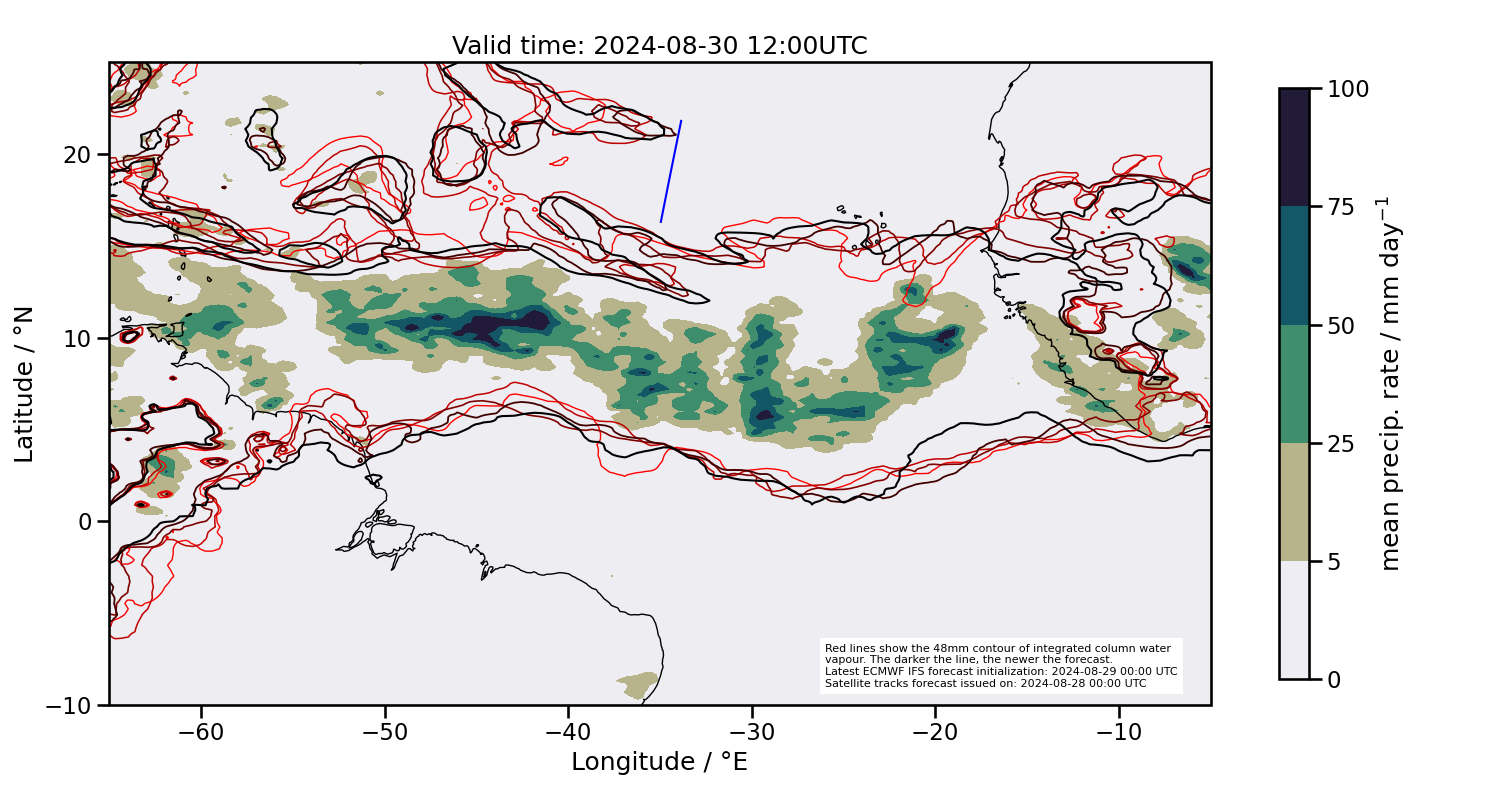 Valid time: 2024-08-30 12:00UTC
Latitude / °N
20
10
0
−10
−60
−50
−40
−30
−20
−10
Longitude / °E
Red lines show the 48mm contour of integrated column water
vapour. The darker the line, the newer the forecast.
Latest ECMWF IFS forecast initialization: 2024-08-29 00:00 UTC
Satellite tracks forecast issued on: 2024-08-28 00:00 UTC
100
75
50
25
5
0
mean precip. rate / mm day⁻¹